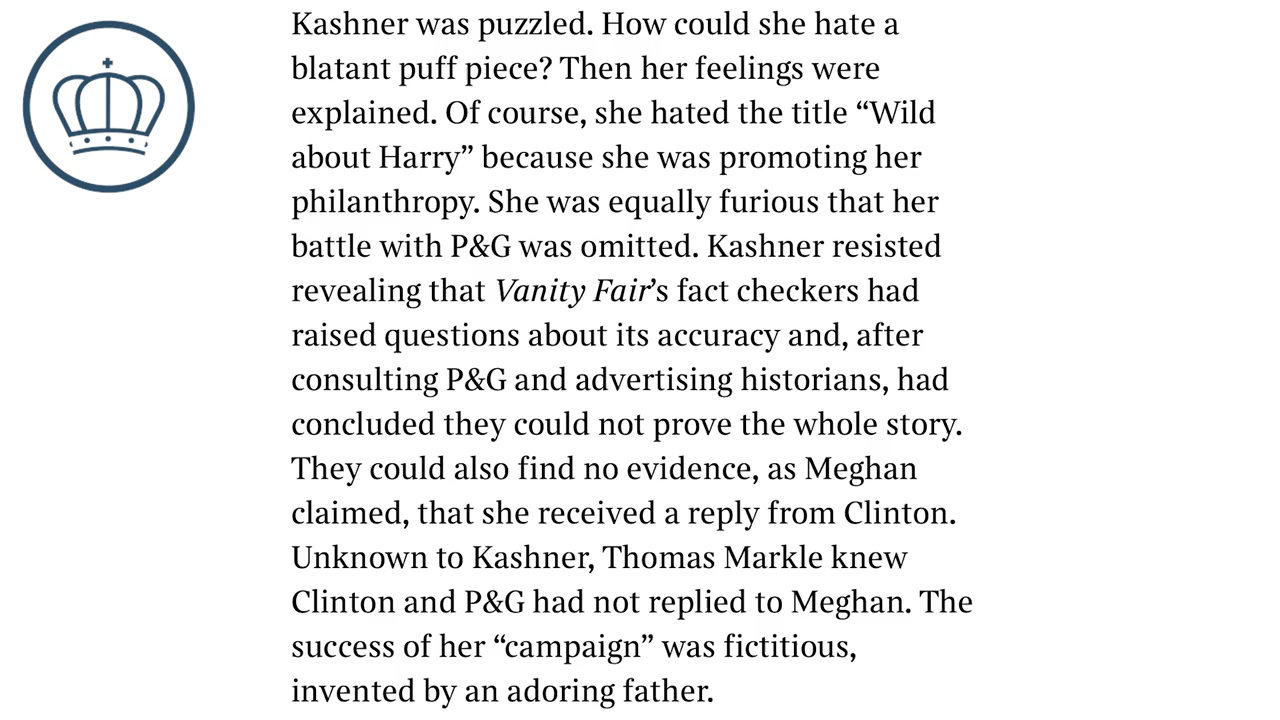 Kashner was puzzled. How could she hate a
blatant puff piece? Then her feelings were
explained. Of course, she hated the title “Wild
about Harry” because she was promoting her
philanthropy. She was equally furious that her
battle with P&G was omitted. Kashner resisted
revealing that Vanity Fair’s fact checkers had
raised questions about its accuracy and, after
consulting P&G and advertising historians, had
concluded they could not prove the whole story.
They could also find no evidence, as Meghan
claimed, that she received a reply from Clinton.
Unknown to Kashner, Thomas Markle knew
Clinton and P&G had not replied to Meghan. The
success of her “campaign” was fictitious,
invented by an adoring father.